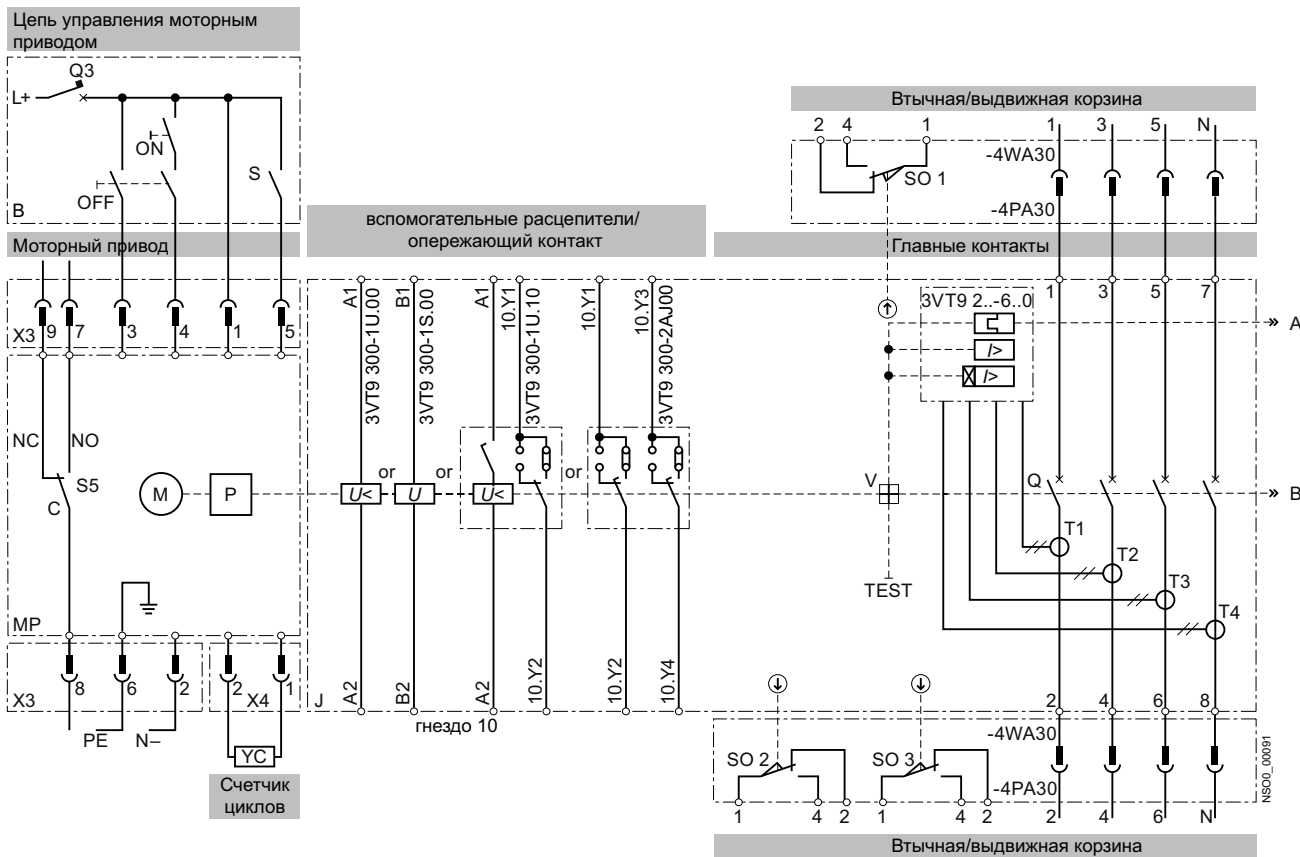 Цепь управления моторным
приводом
Q3
L+
ON
OFF
S
B
Моторный привод
X3
9
7
3
4
1
5
NC
NO
S5
C
M
P
MP
X3
8
6
2
2
X4
1
PE
N–
YC
Счетчик
циклов
вспомогательные расцепители/
опережающий контакт
A1
3VT9 300-1U.00
B1
3VT9 300-1S.00
A1
10.Y1
3VT9 300-1U.10
10.Y1
10.Y3
3VT9 300-2AJ00
U<
or
U
or
U<
or
J
A2
B2
A2
10.Y2
10.Y2
10.Y4
гнездо 10
Втычная/выдвижная корзина
2
4
1
1
3
5
N
-4WA30
SO 1
-4PA30
Главные контакты
3VT9 2..-6..0
1
3
5
7
A
I>
I>
V
Q
B
T1
T2
T3
T4
TEST
2
4
6
8
-4WA30
SO 2
SO 3
-4PA30
1
4
2
1
4
2
2
4
6
N
NSO0_00091
Втычная/выдвижная корзина